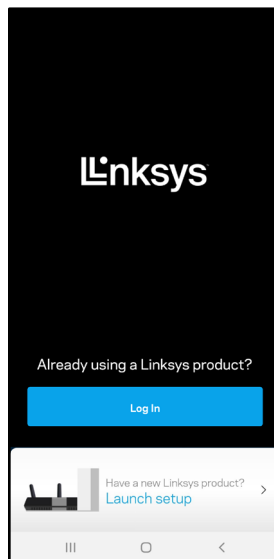 Linksys
Already using a Linksys product?
Log In
Have a new Linksys product?
Launch setup